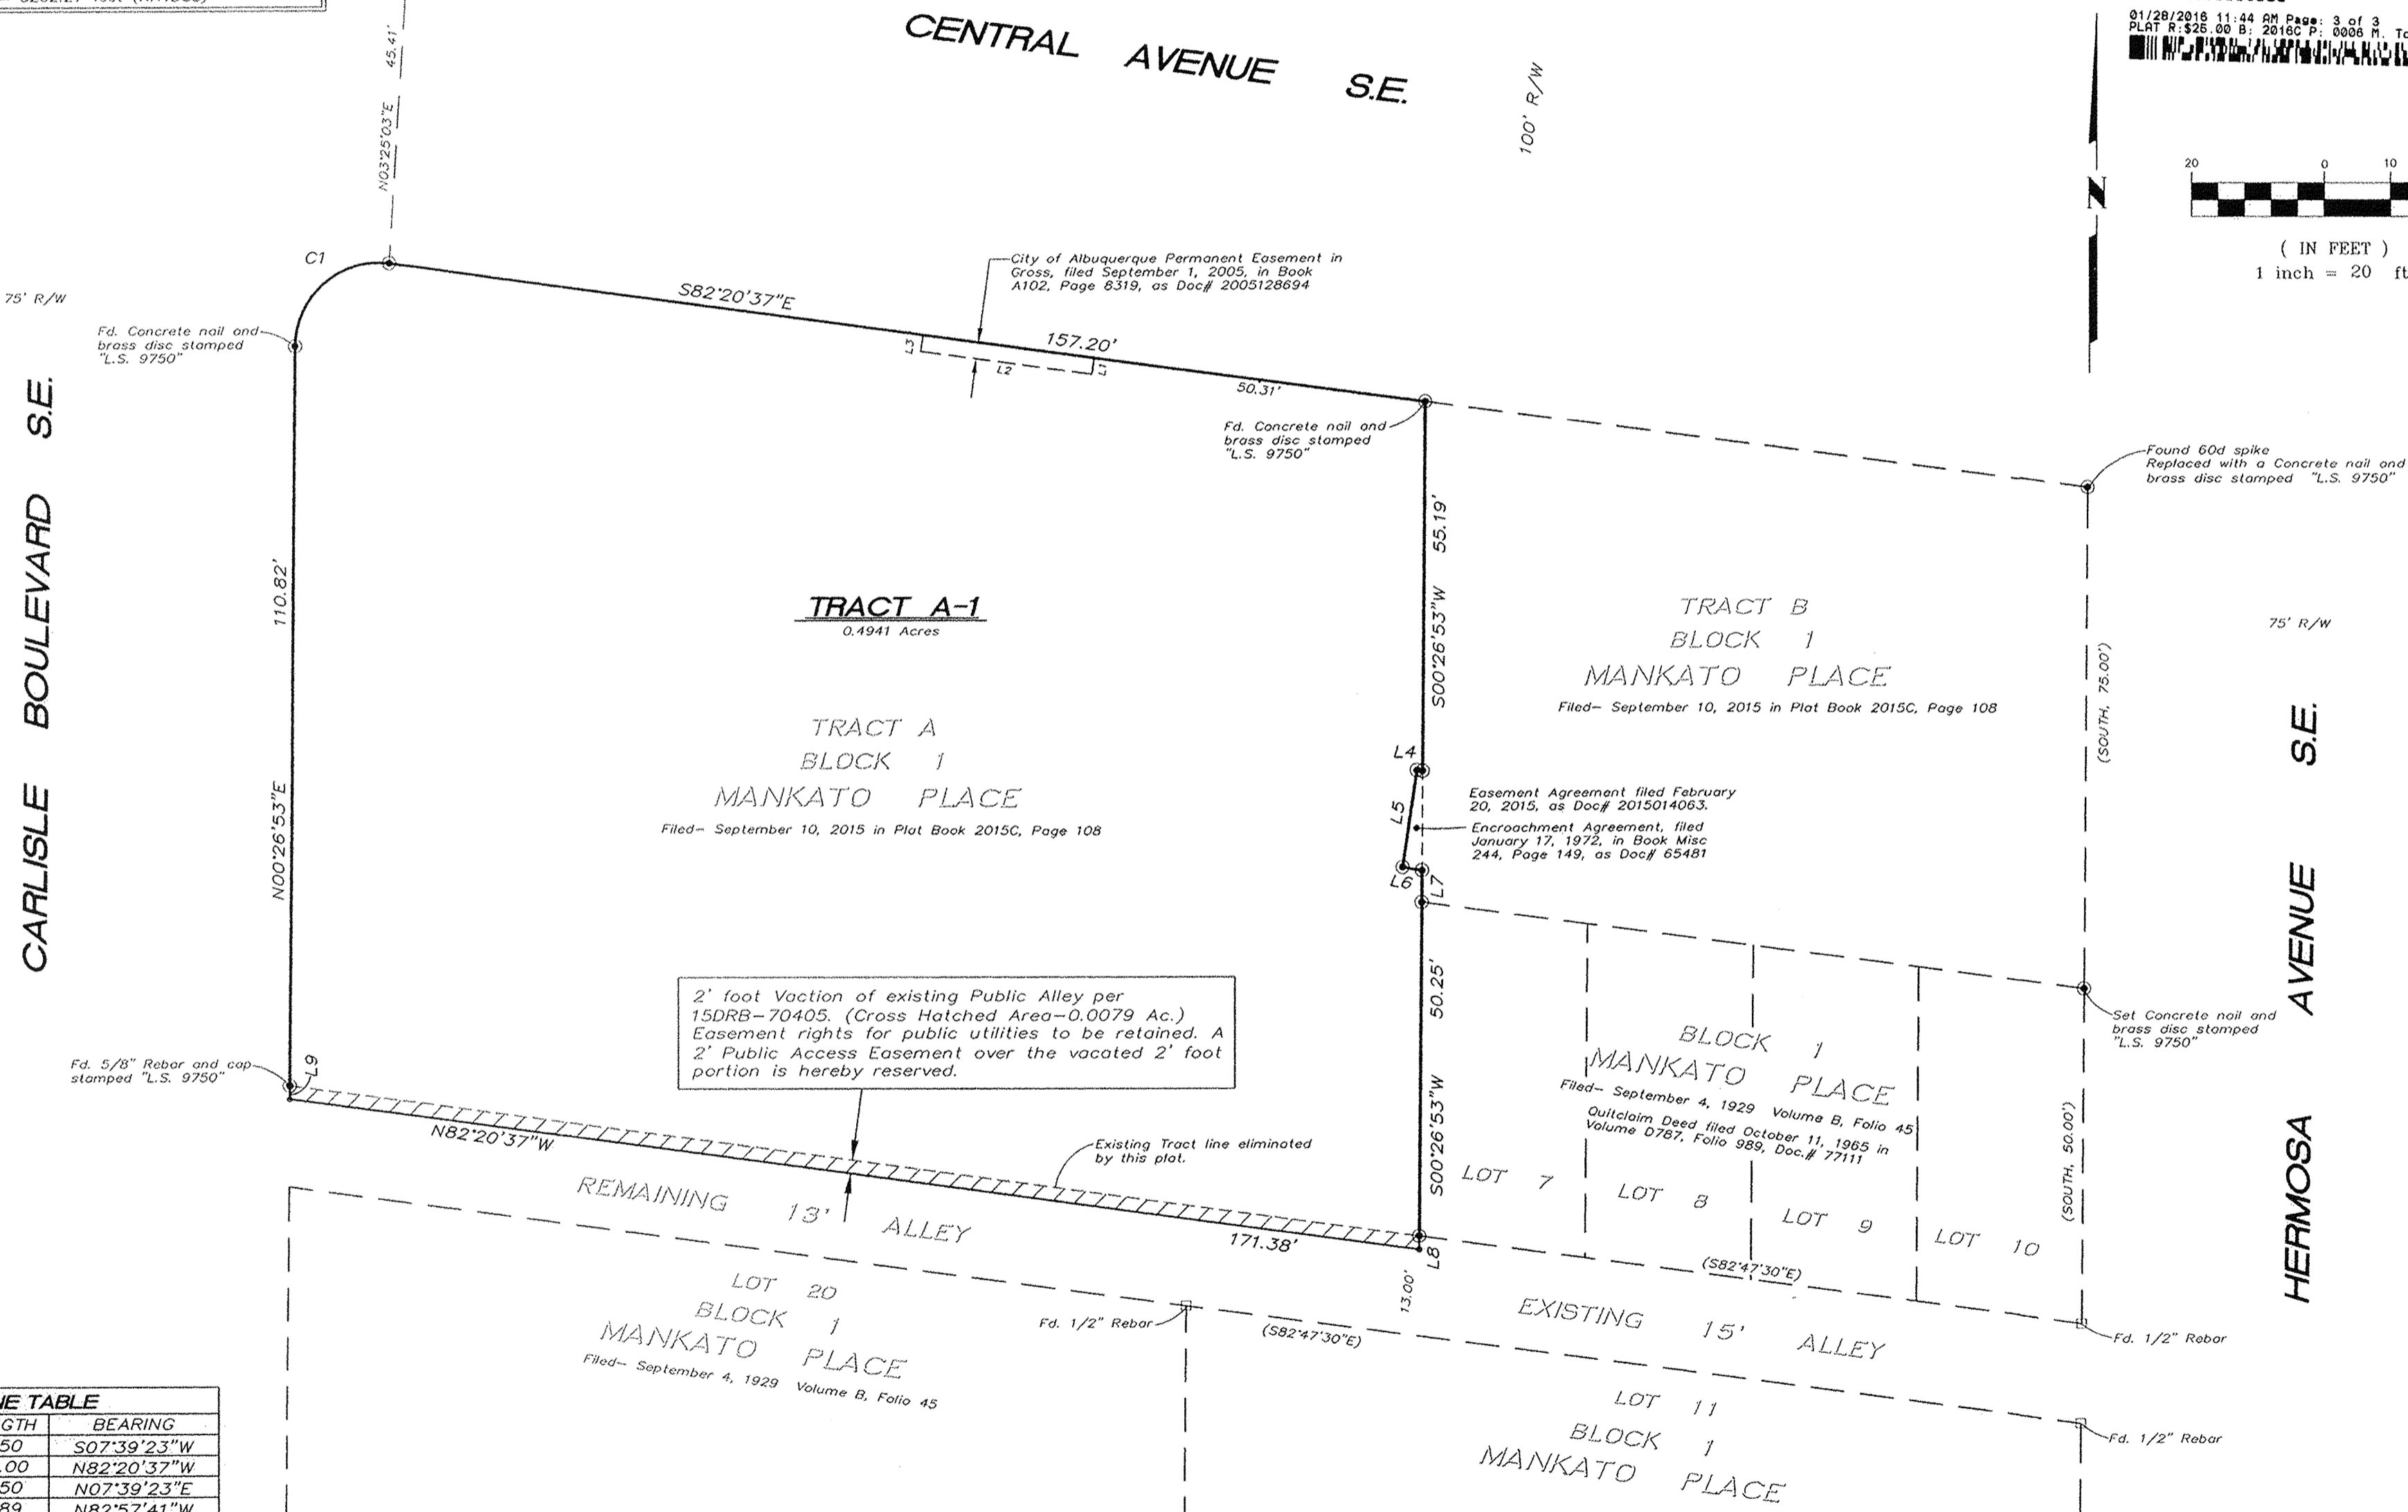 01/28/2016 11:44 AM Page: 3 of 3
PLAT R:$25.00 B: 2016C P: 0006 M.
CENTRAL AVENUE S.E.
100' R/W
45.41'
N03°25'03"E
N
20 0 10
( IN FEET )
1 inch = 20 ft
C1
75' R/W
Fd. Concrete nail and
brass disc stamped
"L.S. 9750"
S82°20'37"E
157.20'
50.31'
L3
L2
L1
City of Albuquerque Permanent Easement in
Gross, filed September 1, 2005, in Book
A102, Page 8319, as Doc# 2005128694
Fd. Concrete nail and
brass disc stamped
"L.S. 9750"
Found 60d spike
Replaced with a Concrete nail and
brass disc stamped "L.S. 9750"
CARLISLE BOULEVARD S.E.
110.82'
N00°26'53"E
TRACT A-1
0.4941 Acres
TRACT A
BLOCK 1
MANKATO PLACE
Filed- September 10, 2015 in Plat Book 2015C, Page 108
55.19'
S00°26'53"W
TRACT B
BLOCK 1
MANKATO PLACE
Filed- September 10, 2015 in Plat Book 2015C, Page 108
(SOUTH, 75.00')
75' R/W
HERMOSA AVENUE S.E.
L4
L5
L6
L7
Easement Agreement filed February
20, 2015, as Doc# 2015014063.
Encroachment Agreement, filed
January 17, 1972, in Book Misc
244, Page 149, as Doc# 65481
2' foot Vaction of existing Public Alley per
15DRB-70405. (Cross Hatched Area-0.0079 Ac.)
Easement rights for public utilities to be retained. A
2' Public Access Easement over the vacated 2' foot
portion is hereby reserved.
50.25'
S00°26'53"W
BLOCK 1
MANKATO PLACE
Filed- September 4, 1929 Volume B, Folio 45
Quitclaim Deed filed October 11, 1965 in
Volume D787, Folio 989, Doc.# 77111
Set Concrete nail and
brass disc stamped
"L.S. 9750"
(SOUTH, 50.00')
Fd. 5/8" Rebar and cap
stamped "L.S. 9750"
L9
N82°20'37"W
Existing Tract line eliminated
by this plat.
171.38'
L8
13.00'
LOT 7
LOT 8
LOT 9
LOT 10
(S82°47'30"E)
REMAINING 13' ALLEY
EXISTING 15' ALLEY
Fd. 1/2" Rebar
Fd. 1/2" Rebar
(S82°47'30"E)
LOT 20
BLOCK 1
MANKATO PLACE
Filed- September 4, 1929 Volume B, Folio 45
LOT 11
BLOCK 1
MANKATO PLACE
Fd. 1/2" Rebar
TABLE
BEARING
50 S07°39'23"W
.00 N82°20'37"W
50 N07°39'23"E
89 N82°57'41"W